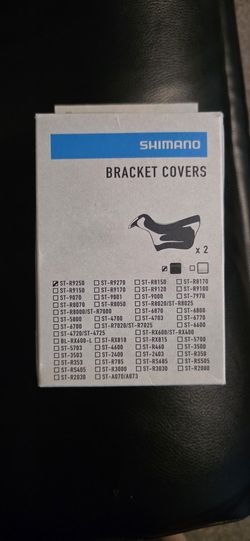 SHIMANO
BRACKET COVERS
x 2
ST-R9250 ST-R9270 ST-R8150 ST-R8170
ST-R9150 ST-R9170 ST-R9120 ST-R9100
ST-9070 ST-9001 ST-9000 ST-7970
ST-R8070 ST-R8050 ST-R8020/ST-R8025
ST-R8000/ST-R7000 ST-6870 ST-6800
ST-5800 ST-4700 ST-4703 ST-6770
ST-6700 ST-R7020/ST-R7025 ST-6600
ST-4720/ST-4725 ST-RX600/ST-RX400
BL-RX600-L ST-RX810 ST-RX815 ST-5700
ST-5703 ST-4600 ST-R460 ST-3500
ST-3503 ST-2400 ST-2403 ST-R350
ST-R353 ST-R785 ST-R685 ST-RS505
ST-RS405 ST-R3000 ST-R3030 ST-R2000
ST-R2030 ST-A070/A073